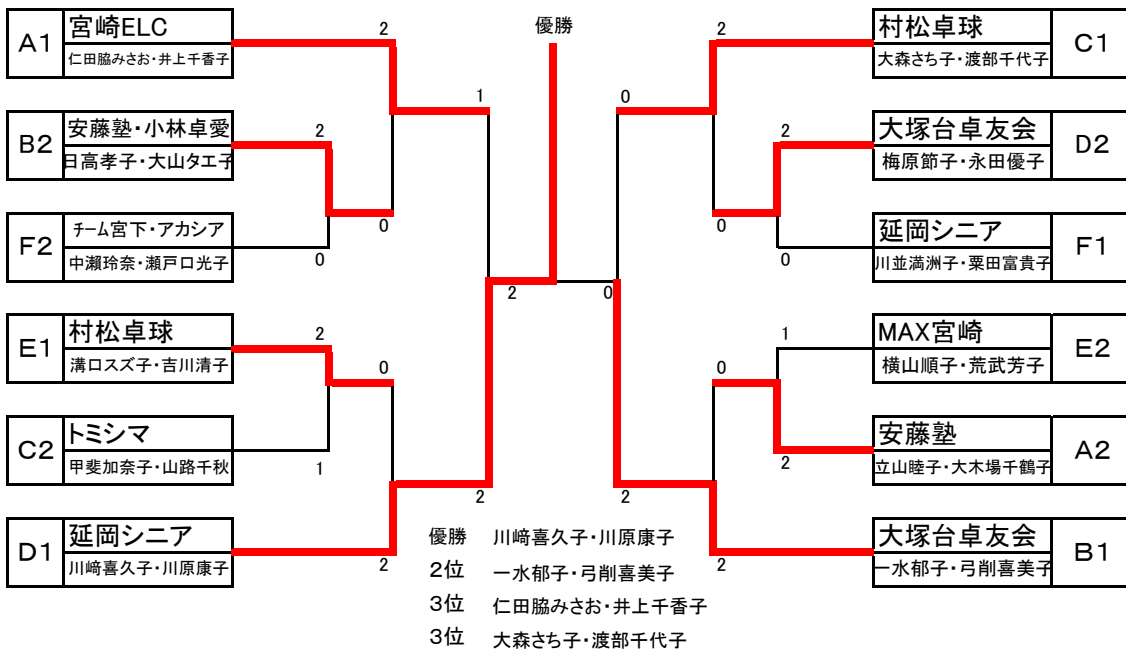 優勝
A1
宮崎ELC
仁田脇みさお・井上千香子
2
B2
安藤塾・小林卓愛
日高孝子・大山タエ子
2
F2
チーム宮下・アカシア
中瀬玲奈・瀬戸口光子
0
0
1
E1
村松卓球
溝口スズ子・吉川清子
2
C2
トミシマ
甲斐加奈子・山路千秋
1
0
D1
延岡シニア
川﨑喜久子・川原康子
2
2
2
0
村松卓球
大森さち子・渡部千代子
C1
2
大塚台卓友会
梅原節子・永田優子
D2
2
延岡シニア
川並満洲子・粟田富貴子
F1
0
0
0
MAX宮崎
横山順子・荒武芳子
E2
1
安藤塾
立山睦子・大木場千鶴子
A2
2
0
大塚台卓友会
一水郁子・弓削喜美子
B1
2
2
優勝 川﨑喜久子・川原康子
2位 一水郁子・弓削喜美子
3位 仁田脇みさお・井上千香子
3位 大森さち子・渡部千代子